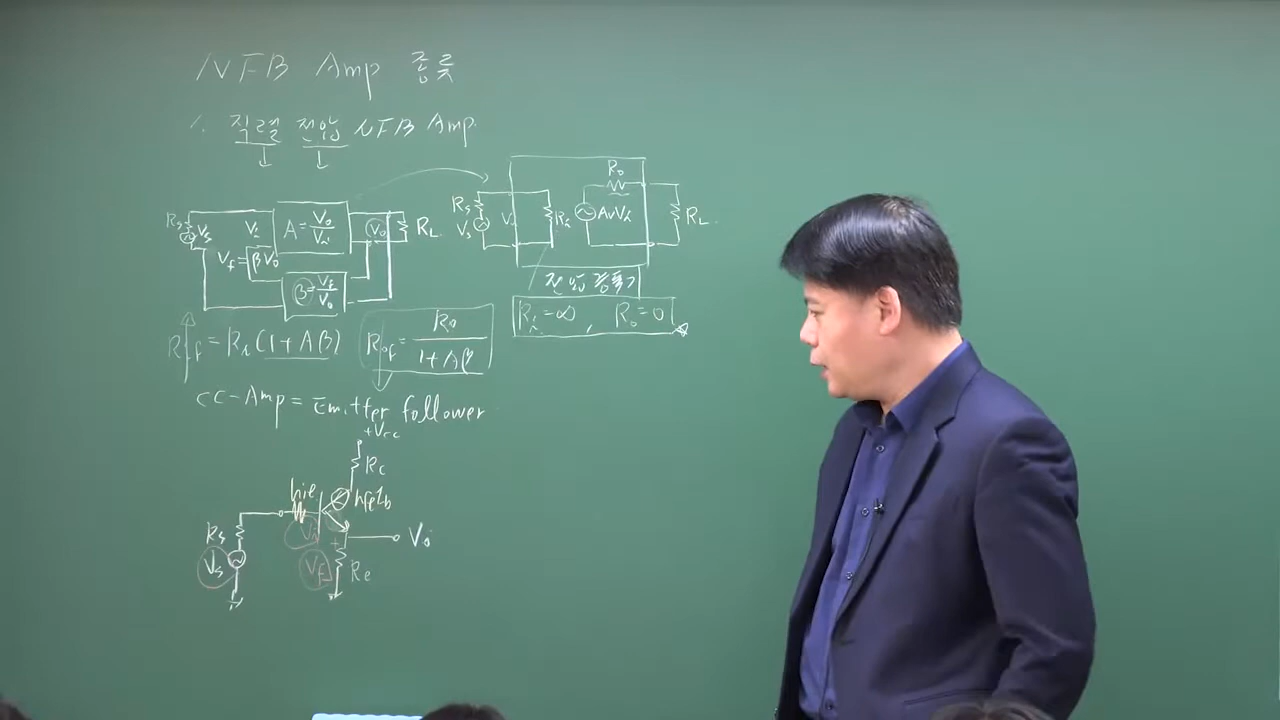 NFB Amp 종류
1. 직렬 전압 NFB Amp
Rs Vs Vi A = Vo/Vi Vo RL
Vf = βVo
β = Vf/Vo
Rs Vs Vi Ri Ro AvVi RL
전압 증폭기
Ri = ∞ , Ro = 0
Rif = Ri (1 + Aβ)
Rof = Ro/1 + Aβ
CC-Amp = Emitter follower
+Vcc
Rc
hie hfeib
Rs Vi Vo
Vs Vf Re